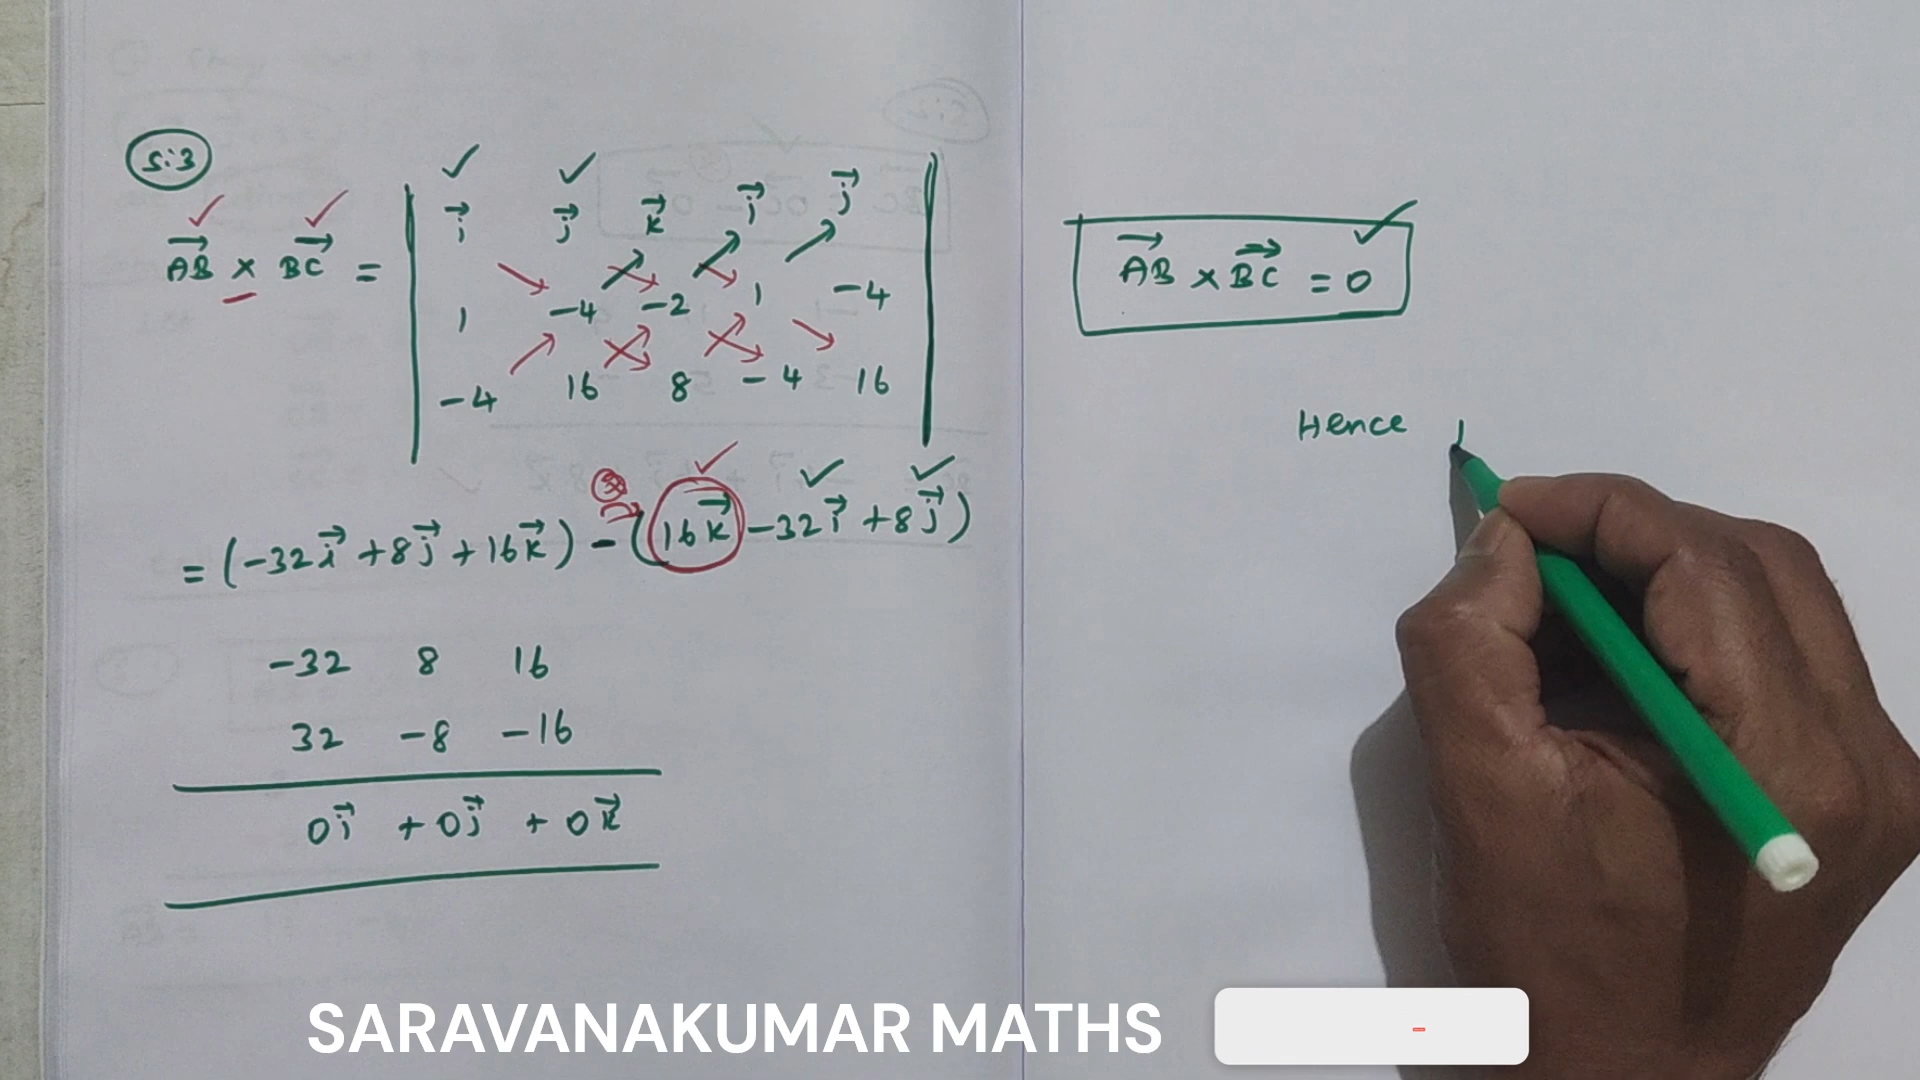 S:3
i⃗ j⃗ k⃗ i⃗ j⃗
AB⃗ × BC⃗ =
1 -4 -2 1 -4
-4 16 8 -4 16
= (-32i⃗ + 8j⃗ + 16k⃗) - (16k⃗ - 32i⃗ + 8j⃗)
-32 8 16
32 -8 -16
0i⃗ + 0j⃗ + 0k⃗
AB⃗ × BC⃗ = 0
Hence
SARAVANAKUMAR MATHS